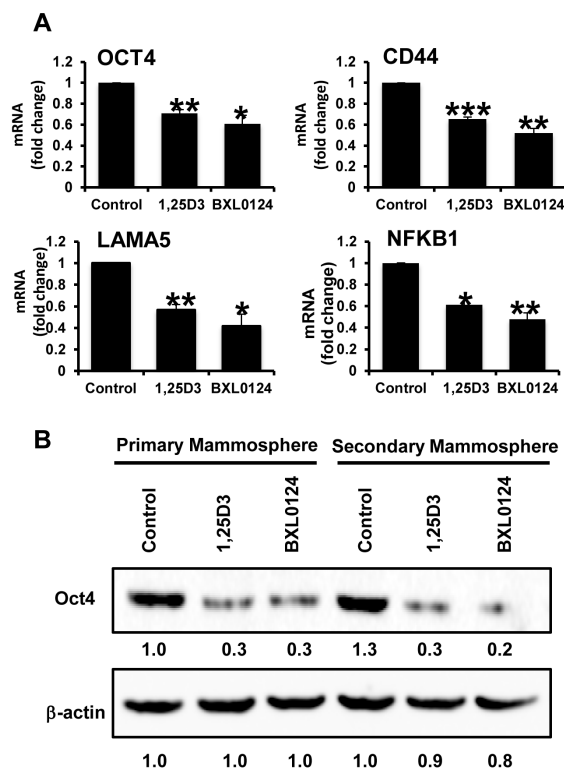 A
OCT4
mRNA
(fold change)
1.2
1
0.8
0.6
0.4
0.2
0
**
*
Control 1,25D3 BXL0124
CD44
mRNA
(fold change)
1.2
1
0.8
0.6
0.4
0.2
0
***
**
Control 1,25D3 BXL0124
LAMA5
mRNA
(fold change)
1.2
1
0.8
0.6
0.4
0.2
0
**
*
Control 1,25D3 BXL0124
NFKB1
mRNA
(fold change)
1.2
1
0.8
0.6
0.4
0.2
0
*
**
Control 1,25D3 BXL0124
B
Primary Mammosphere Secondary Mammosphere
Control 1,25D3 BXL0124 Control 1,25D3 BXL0124
Oct4
1.0 0.3 0.3 1.3 0.3 0.2
β-actin
1.0 1.0 1.0 1.0 0.9 0.8